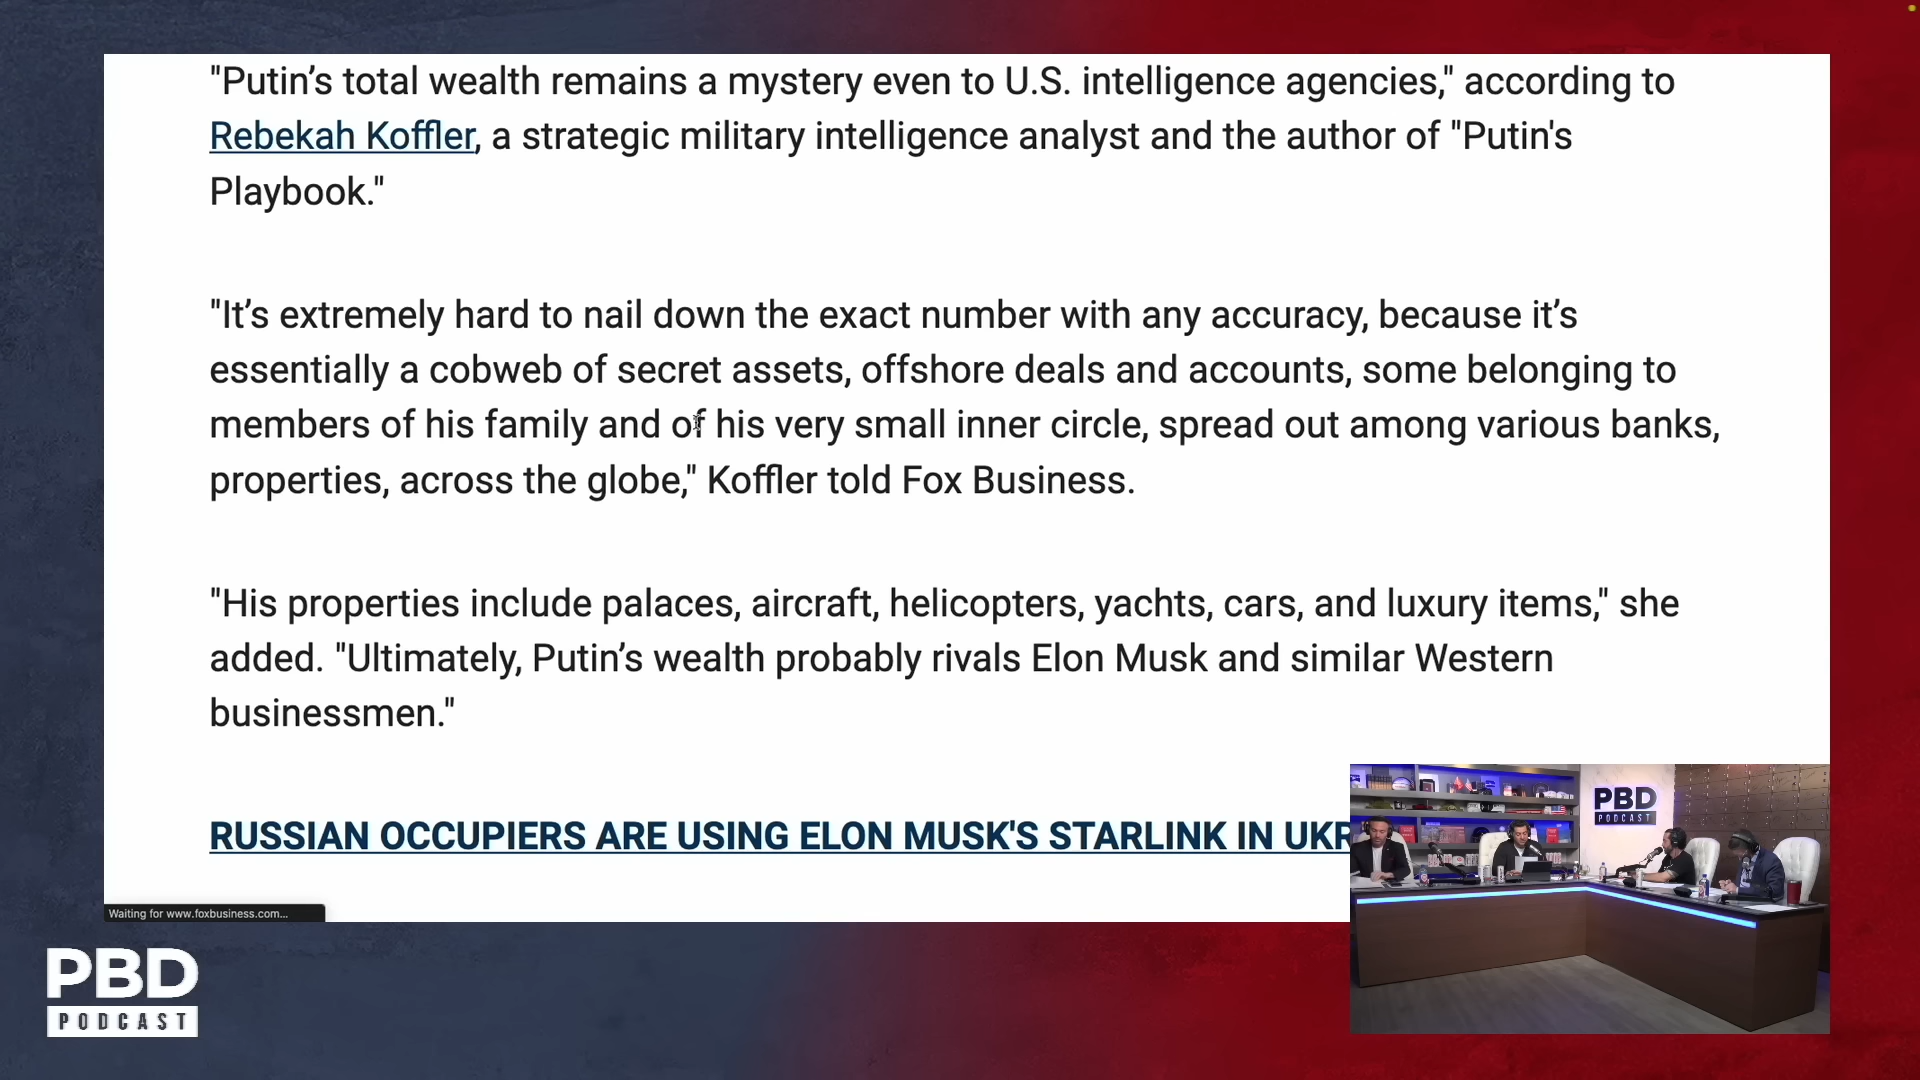 "Putin’s total wealth remains a mystery even to U.S. intelligence agencies," according to
Rebekah Koffler, a strategic military intelligence analyst and the author of "Putin's
Playbook."
"It’s extremely hard to nail down the exact number with any accuracy, because it’s
essentially a cobweb of secret assets, offshore deals and accounts, some belonging to
members of his family and of his very small inner circle, spread out among various banks,
properties, across the globe," Koffler told Fox Business.
"His properties include palaces, aircraft, helicopters, yachts, cars, and luxury items," she
added. "Ultimately, Putin’s wealth probably rivals Elon Musk and similar Western
businessmen."
RUSSIAN OCCUPIERS ARE USING ELON MUSK'S STARLINK IN UKR
Waiting for www.foxbusiness.com...
PBD
PODCAST
PBD
PODCAST